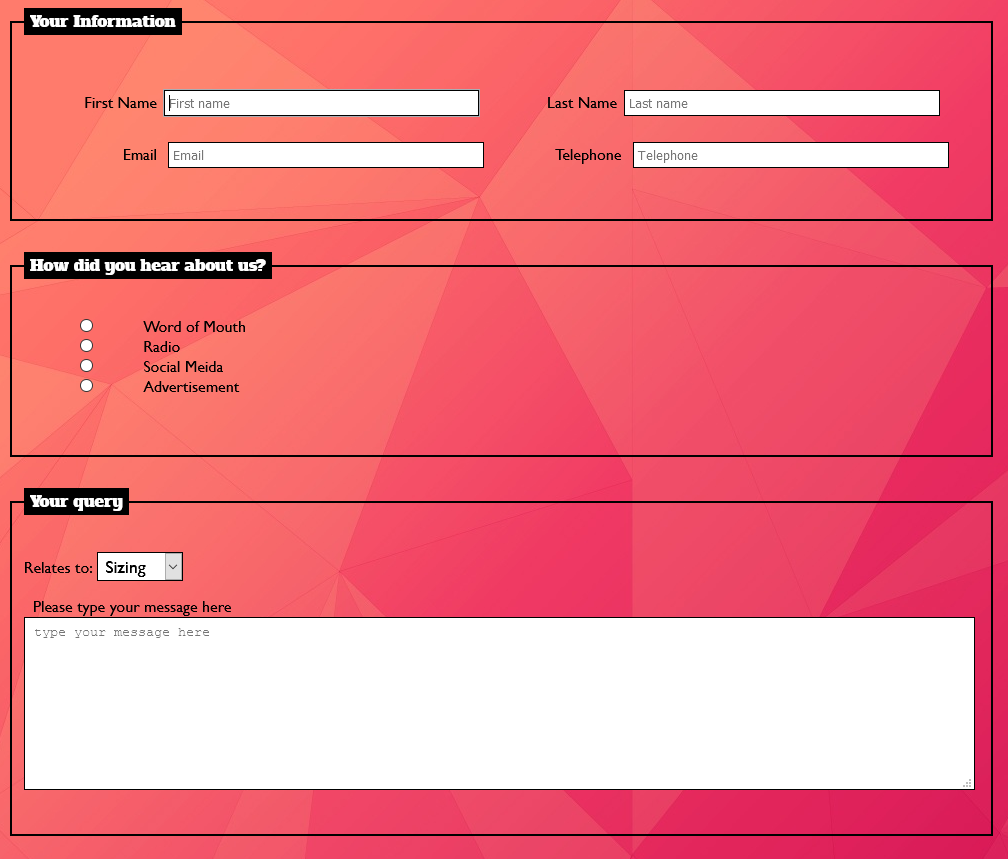 Your Information
First Name First name Last Name Last name
Email Email Telephone Telephone
How did you hear about us?
Word of Mouth
Radio
Social Meida
Advertisement
Your query
Relates to: Sizing
Please type your message here
type your message here